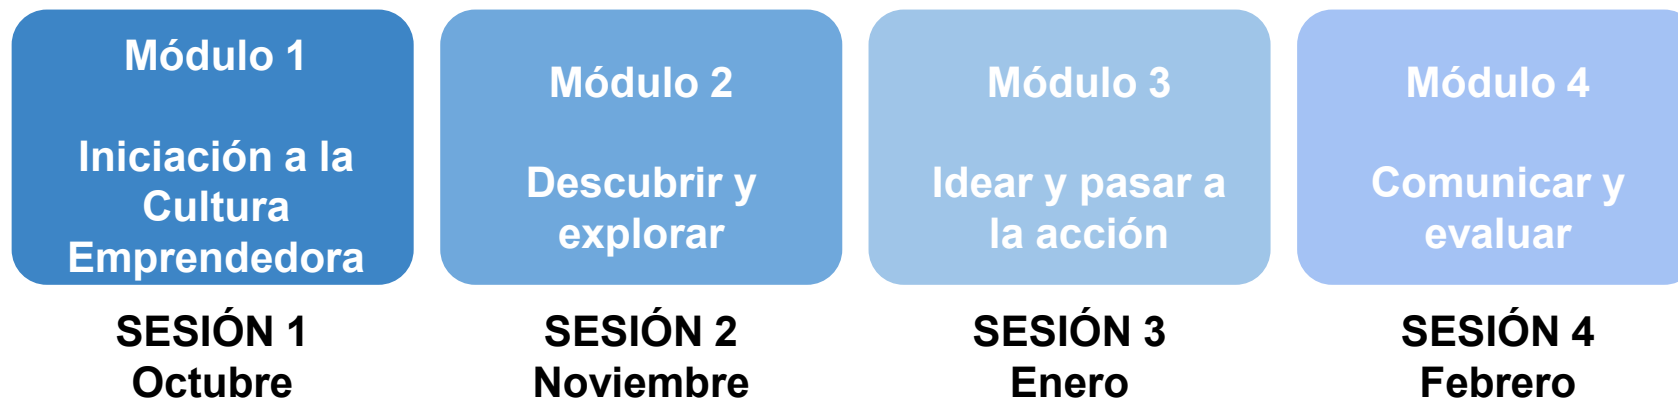 Módulo 1
Iniciación a la
Cultura
Emprendedora
SESIÓN 1
Octubre
Módulo 2
Descubrir y
explorar
SESIÓN 2
Noviembre
Módulo 3
Idear y pasar a
la acción
SESIÓN 3
Enero
Módulo 4
Comunicar y
evaluar
SESIÓN 4
Febrero